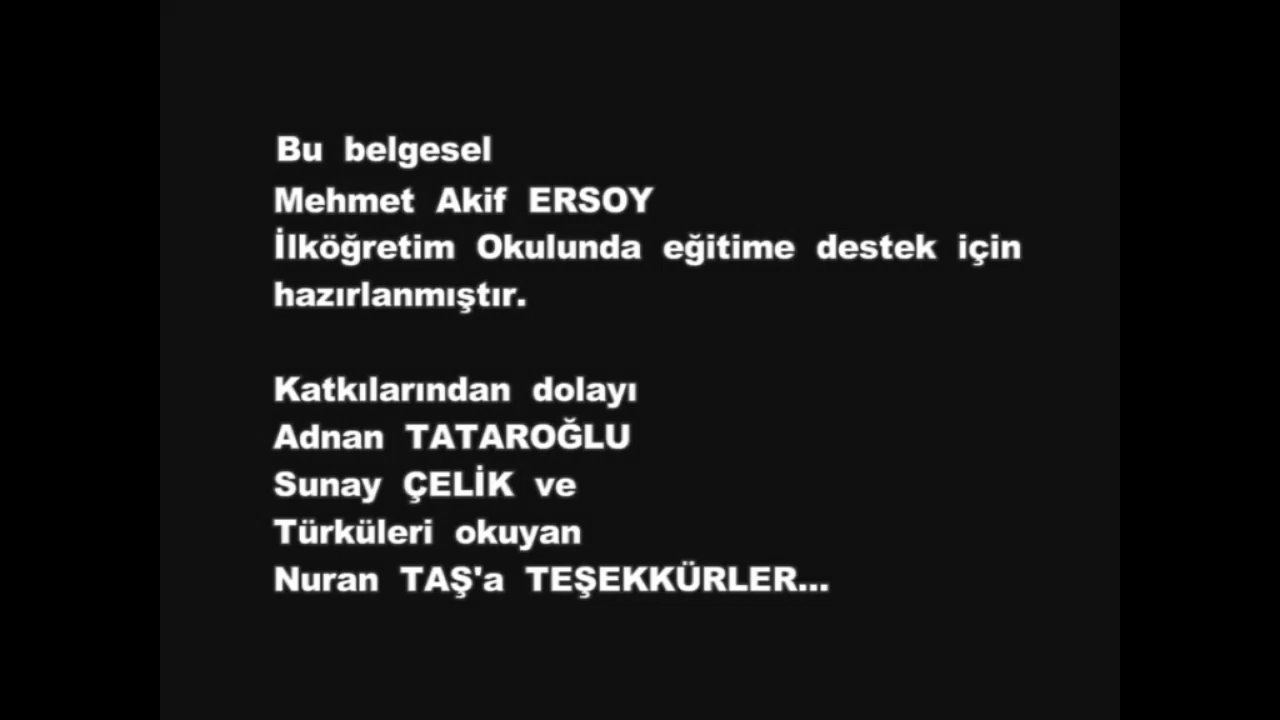 Bu belgesel
Mehmet Akif ERSOY
İlköğretim Okulunda eğitime destek için
hazırlanmıştır.
Katkılarından dolayı
Adnan TATAROĞLU
Sunay ÇELİK ve
Türküleri okuyan
Nuran TAŞ'a TEŞEKKÜRLER...